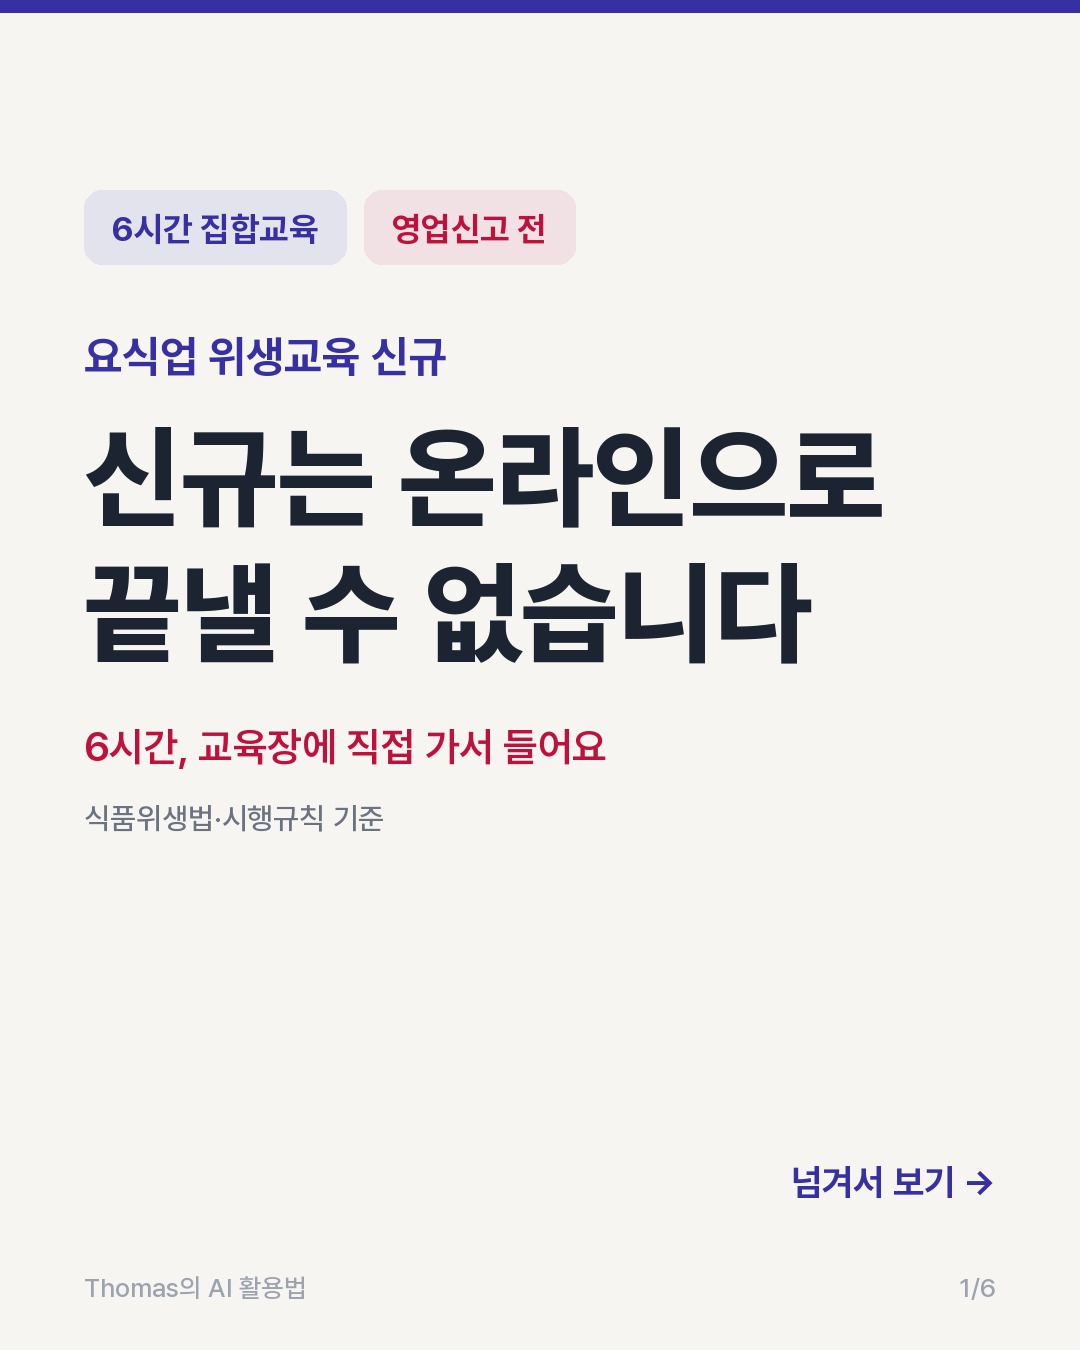 6시간 집합교육 영업신고 전
요식업 위생교육 신규
신규는 온라인으로
끝낼 수 없습니다
6시간, 교육장에 직접 가서 들어요
식품위생법·시행규칙 기준
넘겨서 보기 →
Thomas의 AI 활용법 1/6